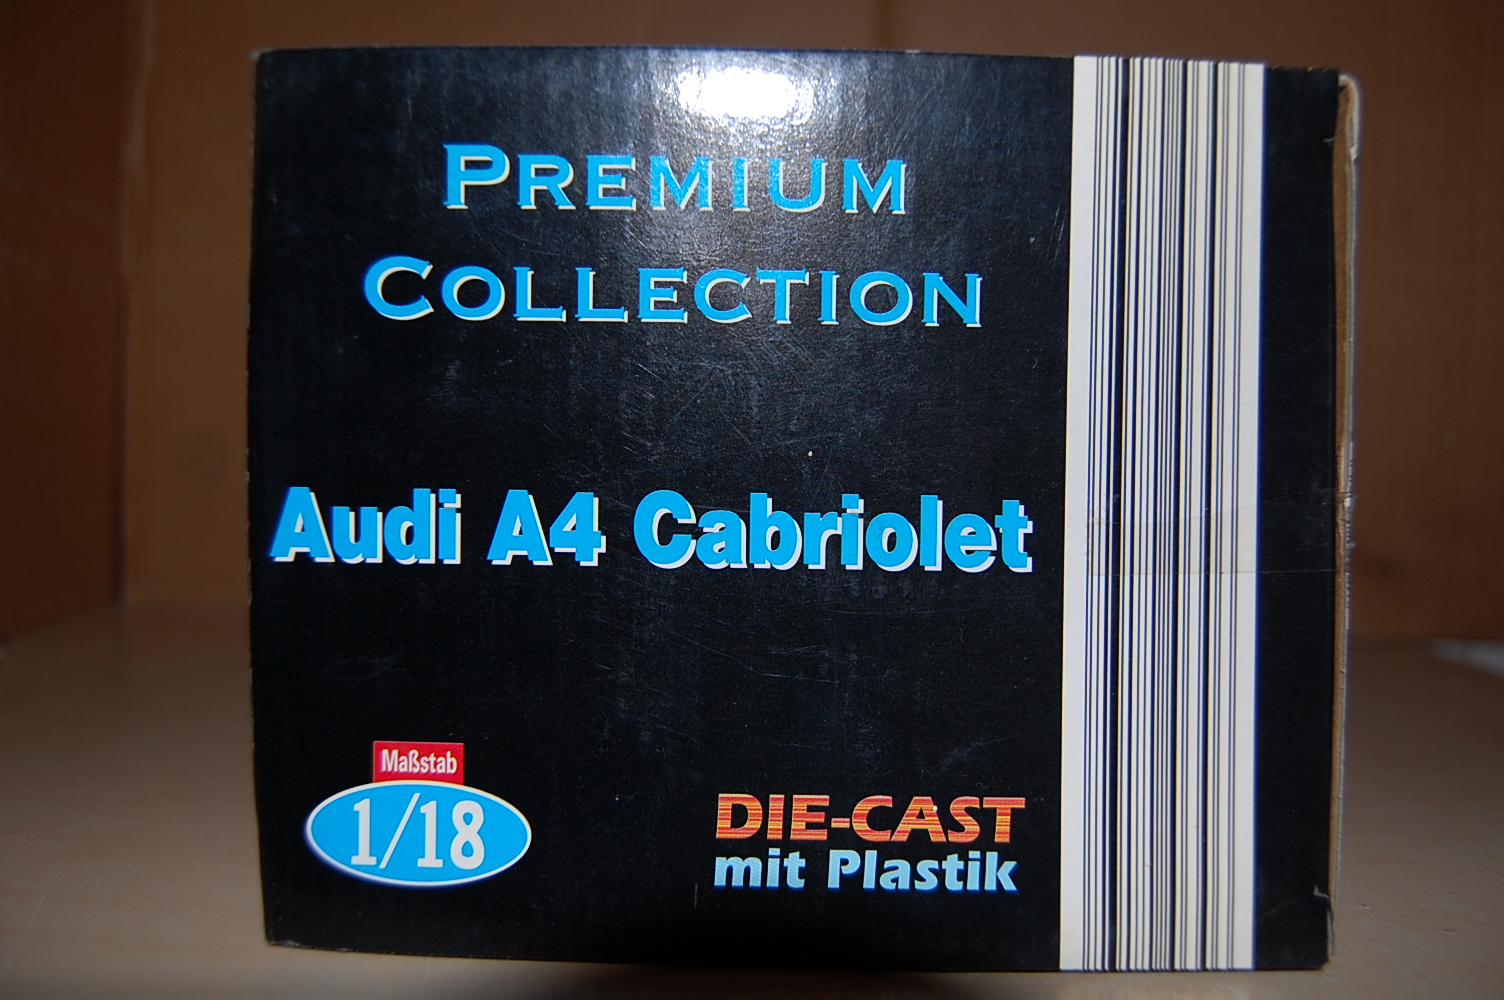 PREMIUM
COLLECTION
Audi A4 Cabriolet
Maßstab
1/18
DIE-CAST
mit Plastik